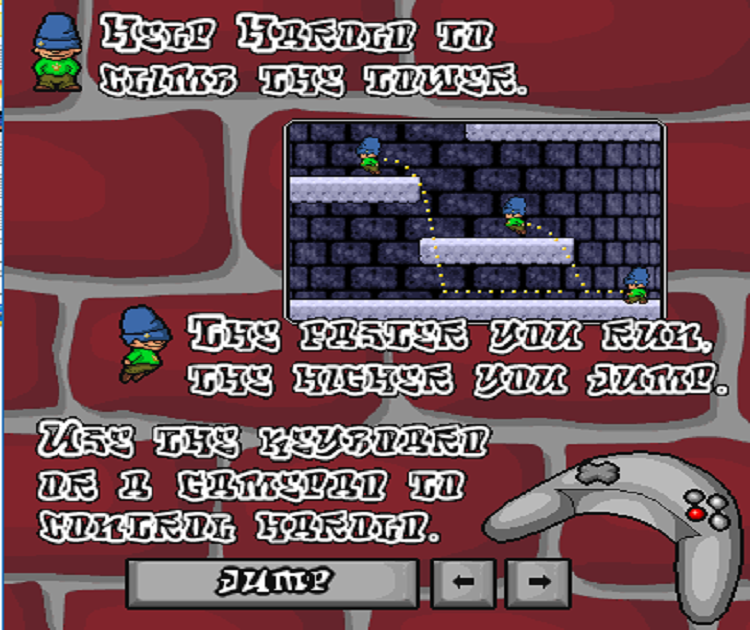 Help Harold to
climb the tower.
The faster you run,
the higher you jump.
Use the keyboard
or a gamepad to
control Harold.
Jump ← →